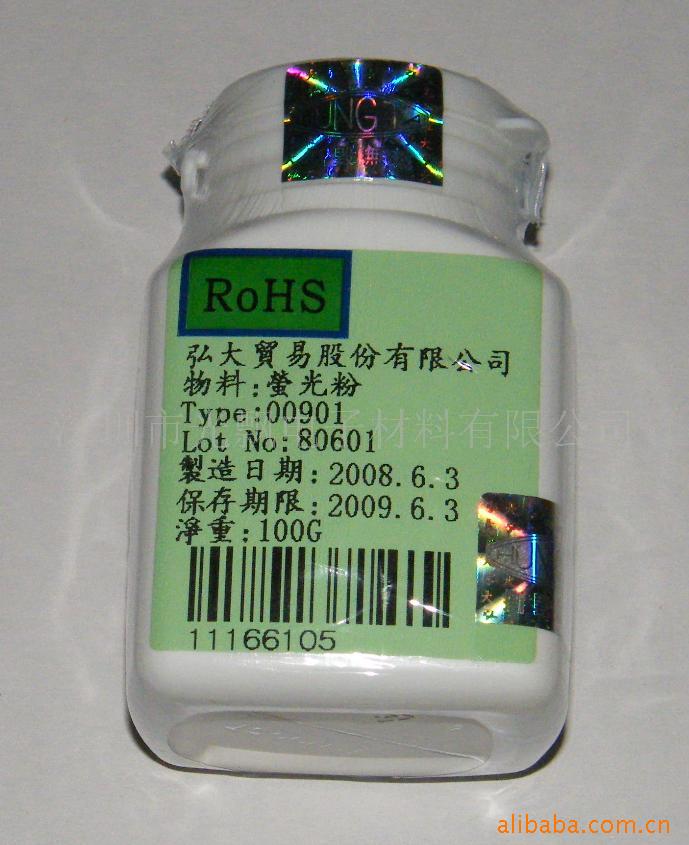 UNG
RoHS
弘大貿易股份有限公司
物料:螢光粉
Type:00901
Lot No:80601
製造日期:2008.6.3
保存期限:2009.6.3
淨重:100G
11166105
alibaba.com.cn